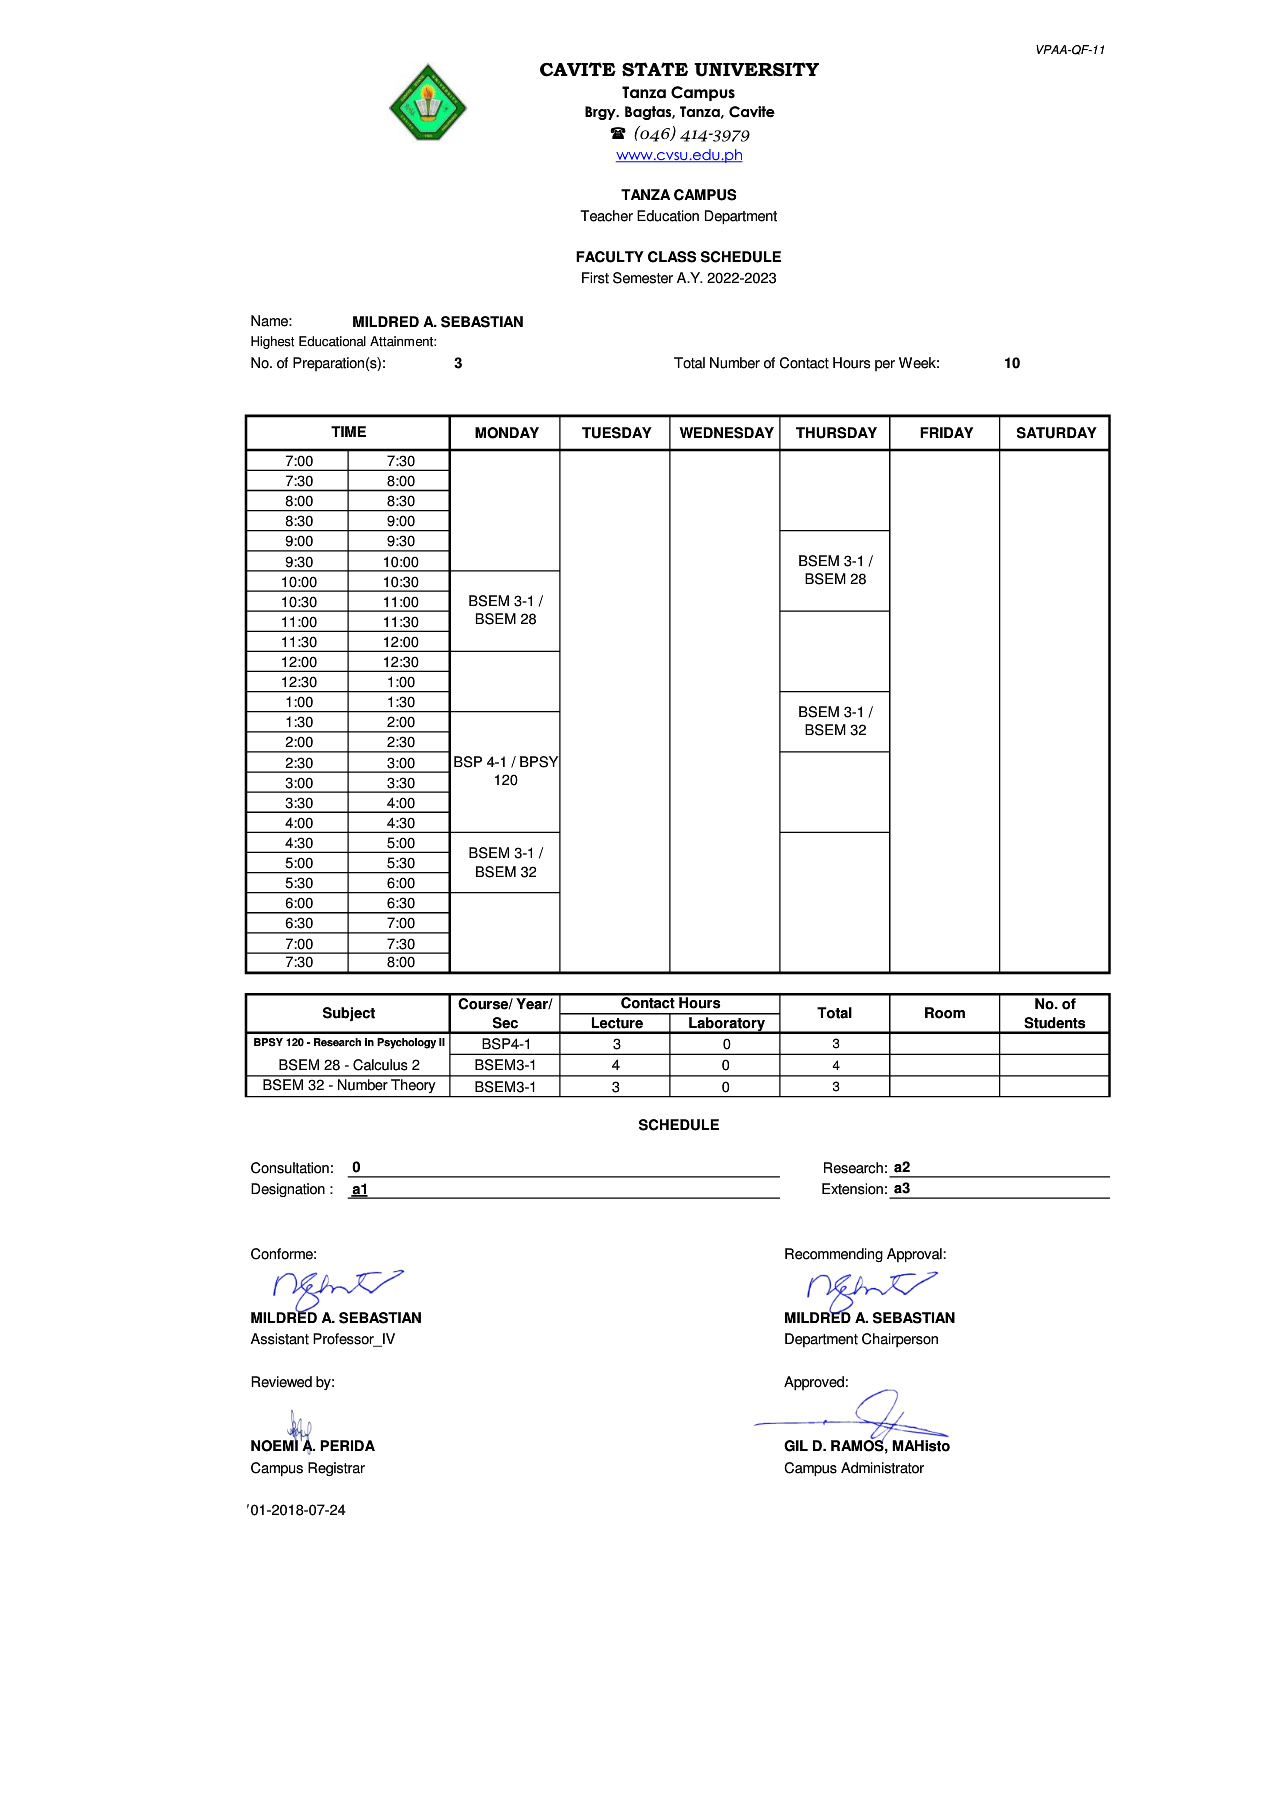 VPAA-QF-11
CAVITE STATE UNIVERSITY
Tanza Campus
Brgy. Bagtas, Tanza, Cavite
☎ (046) 414-3979
www.cvsu.edu.ph
TANZA CAMPUS
Teacher Education Department
FACULTY CLASS SCHEDULE
First Semester A.Y. 2022-2023
Name: MILDRED A. SEBASTIAN
Highest Educational Attainment:
No. of Preparation(s): 3 Total Number of Contact Hours per Week: 10
TIME MONDAY TUESDAY WEDNESDAY THURSDAY FRIDAY SATURDAY
7:00 7:30
7:30 8:00
8:00 8:30
8:30 9:00
9:00 9:30
9:30 10:00 BSEM 3-1 /
BSEM 28
10:00 10:30
10:30 11:00 BSEM 3-1 /
11:00 11:30 BSEM 28
11:30 12:00
12:00 12:30
12:30 1:00
1:00 1:30 BSEM 3-1 /
1:30 2:00 BSEM 32
2:00 2:30
2:30 3:00 BSP 4-1 / BPSY
3:00 3:30 120
3:30 4:00
4:00 4:30
4:30 5:00 BSEM 3-1 /
5:00 5:30 BSEM 32
5:30 6:00
6:00 6:30
6:30 7:00
7:00 7:30
7:30 8:00
Subject Course/ Year/ Sec Contact Hours Total Room No. of Students
Lecture Laboratory
BPSY 120 - Research In Psychology II BSP4-1 3 0 3
BSEM 28 - Calculus 2 BSEM3-1 4 0 4
BSEM 32 - Number Theory BSEM3-1 3 0 3
SCHEDULE
Consultation: 0 Research: a2
Designation : a1 Extension: a3
Conforme: Recommending Approval:
MILDRED A. SEBASTIAN MILDRED A. SEBASTIAN
Assistant Professor_IV Department Chairperson
Reviewed by: Approved:
NOEMI A. PERIDA GIL D. RAMOS, MAHisto
Campus Registrar Campus Administrator
'01-2018-07-24